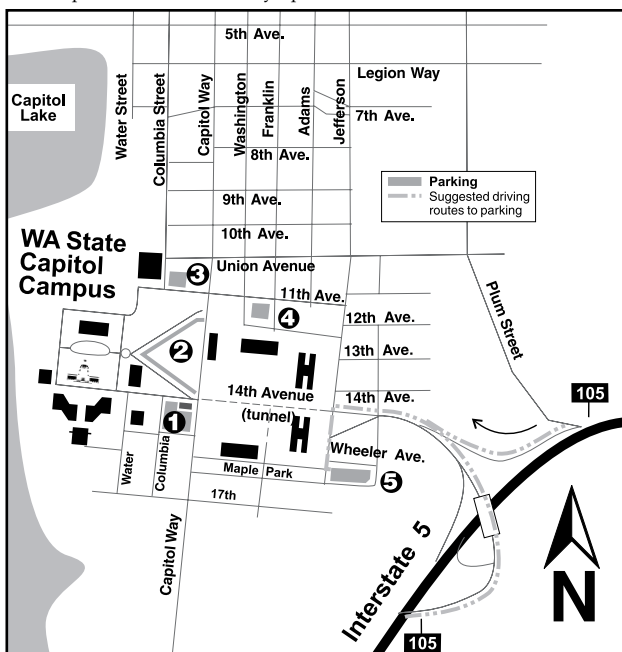 5th Ave.
Legion Way
Capitol
Lake
Water Street
Columbia Street
Capitol Way
Washington
Franklin
Adams
Jefferson
7th Ave.
8th Ave.
Parking
Suggested driving
routes to parking
9th Ave.
10th Ave.
WA State
Capitol
Campus
Union Avenue
3
11th Ave.
Plum Street
4
12th Ave.
2
13th Ave.
14th Avenue
(tunnel)
14th Ave.
105
1
Wheeler Ave.
Water
Columbia
Maple Park
5
17th
Capitol Way
Interstate 5
N
105